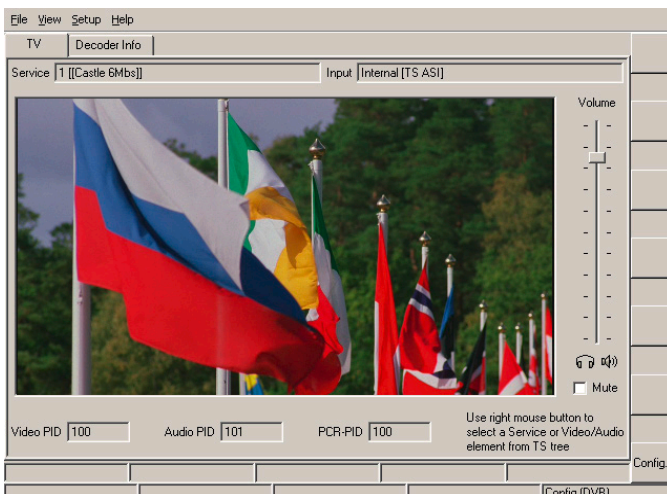 File View Setup Help
TV Decoder Info
Service 1 [[Castle 6Mbs]] Input Internal [TS ASI]
Volume
Mute
Video PID 100 Audio PID 101 PCR-PID 100
Use right mouse button to
select a Service or Video/Audio
element from TS tree
Config.
Config (DVB)